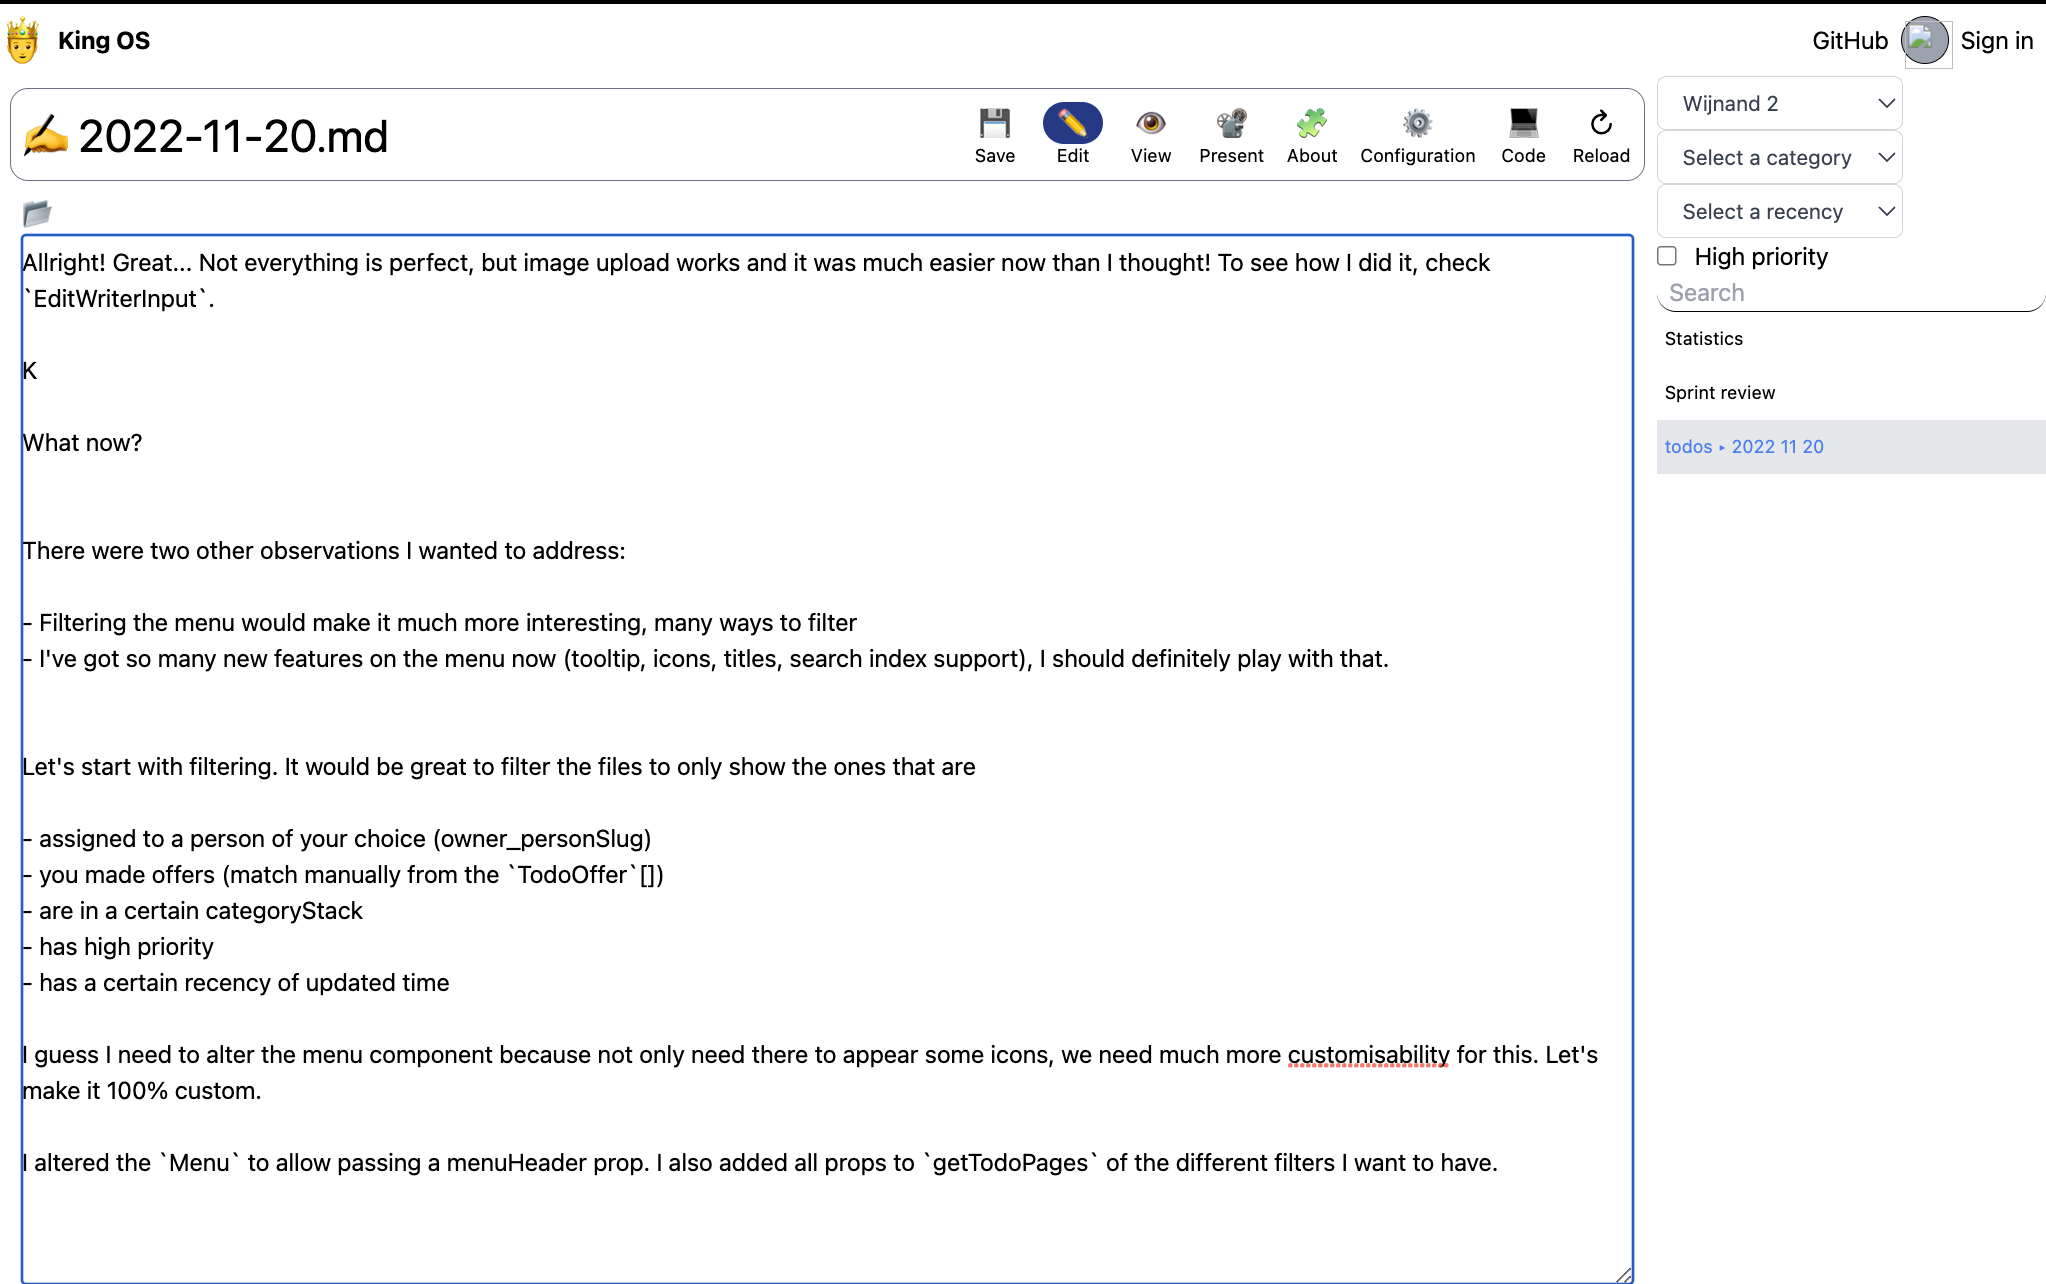 King OS
GitHub
Sign in
2022-11-20.md
Save
Edit
View
Present
About
Configuration
Code
Reload
Wijnand 2
Select a category
Select a recency
High priority
Search
Statistics
Sprint review
todos ‣ 2022 11 20
Allright! Great... Not everything is perfect, but image upload works and it was much easier now than I thought! To see how I did it, check
`EditWriterInput`.
K
What now?
There were two other observations I wanted to address:
- Filtering the menu would make it much more interesting, many ways to filter
- I've got so many new features on the menu now (tooltip, icons, titles, search index support), I should definitely play with that.
Let's start with filtering. It would be great to filter the files to only show the ones that are
- assigned to a person of your choice (owner_personSlug)
- you made offers (match manually from the `TodoOffer`[])
- are in a certain categoryStack
- has high priority
- has a certain recency of updated time
I guess I need to alter the menu component because not only need there to appear some icons, we need much more customisability for this. Let's
make it 100% custom.
I altered the `Menu` to allow passing a menuHeader prop. I also added all props to `getTodoPages` of the different filters I want to have.